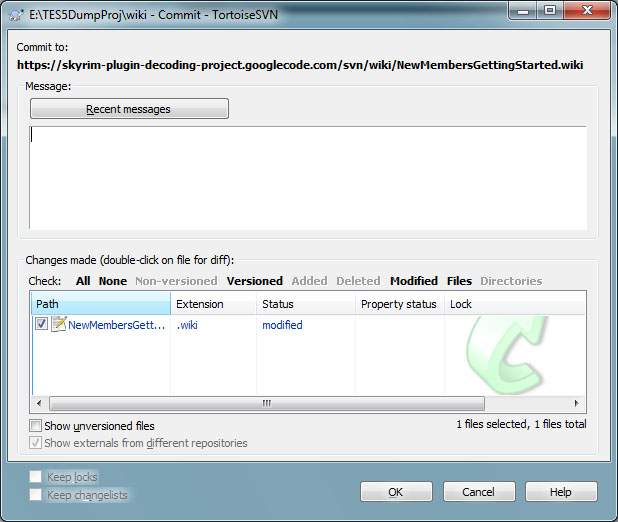 E:\TES5DumpProj\wiki - Commit - TortoiseSVN
Commit to:
https://skyrim-plugin-decoding-project.googlecode.com/svn/wiki/NewMembersGettingStarted.wiki
Message:
Recent messages
Changes made (double-click on file for diff):
Check: All None Non-versioned Versioned Added Deleted Modified Files Directories
Path Extension Status Property status Lock
NewMembersGett... .wiki modified
Show unversioned files
1 files selected, 1 files total
Show externals from different repositories
Keep locks
Keep changelists
OK Cancel Help